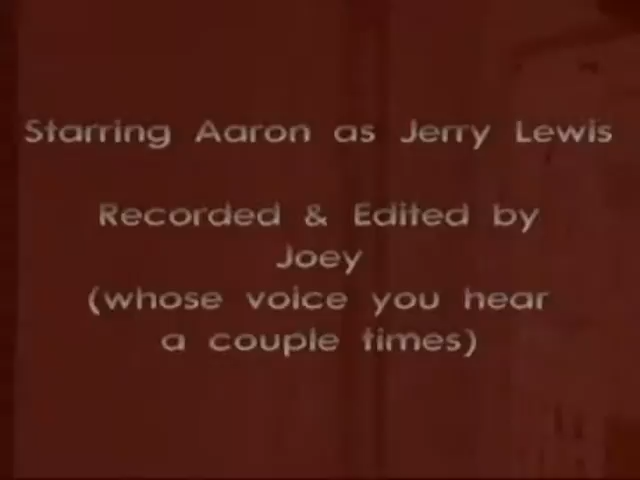 Starring Aaron as Jerry Lewis
Recorded & Edited by
Joey
(whose voice you hear
a couple times)